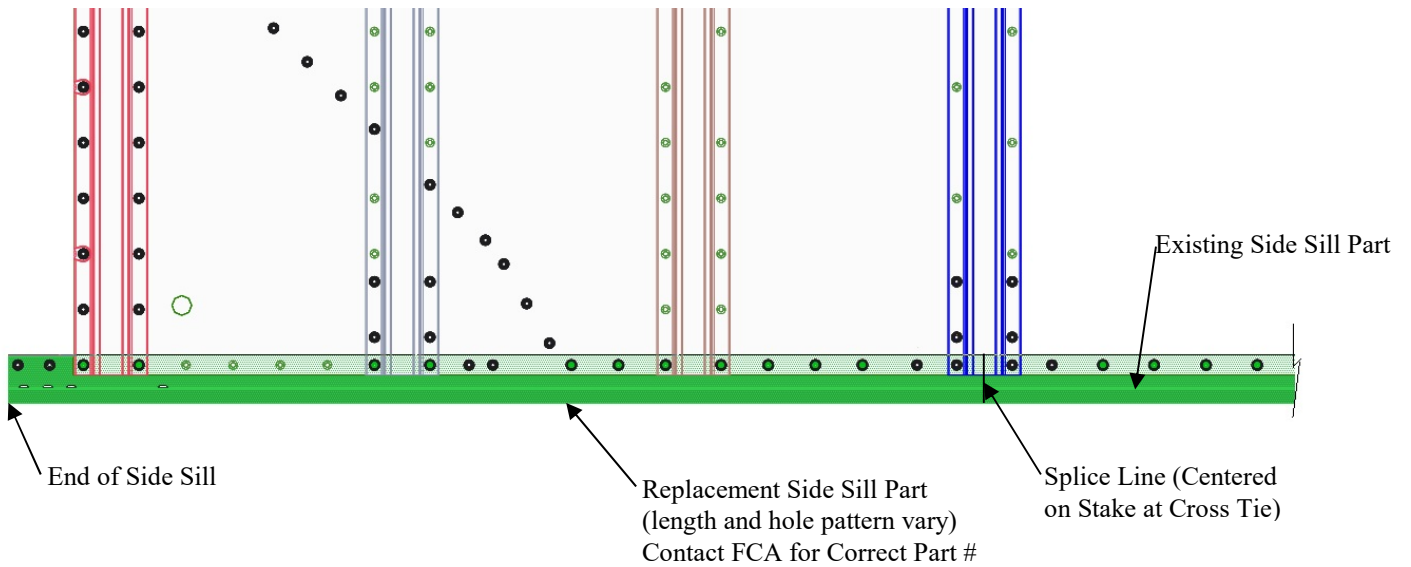 Existing Side Sill Part
End of Side Sill
Splice Line (Centered
on Stake at Cross Tie)
Replacement Side Sill Part
(length and hole pattern vary)
Contact FCA for Correct Part #